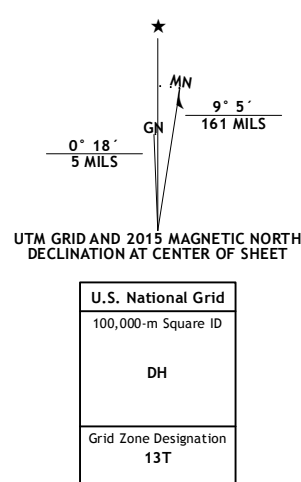 ★
MN
GN
9° 5´
161 MILS
0° 18´
5 MILS
UTM GRID AND 2015 MAGNETIC NORTH
DECLINATION AT CENTER OF SHEET
U.S. National Grid
100,000-m Square ID
DH
Grid Zone Designation
13T